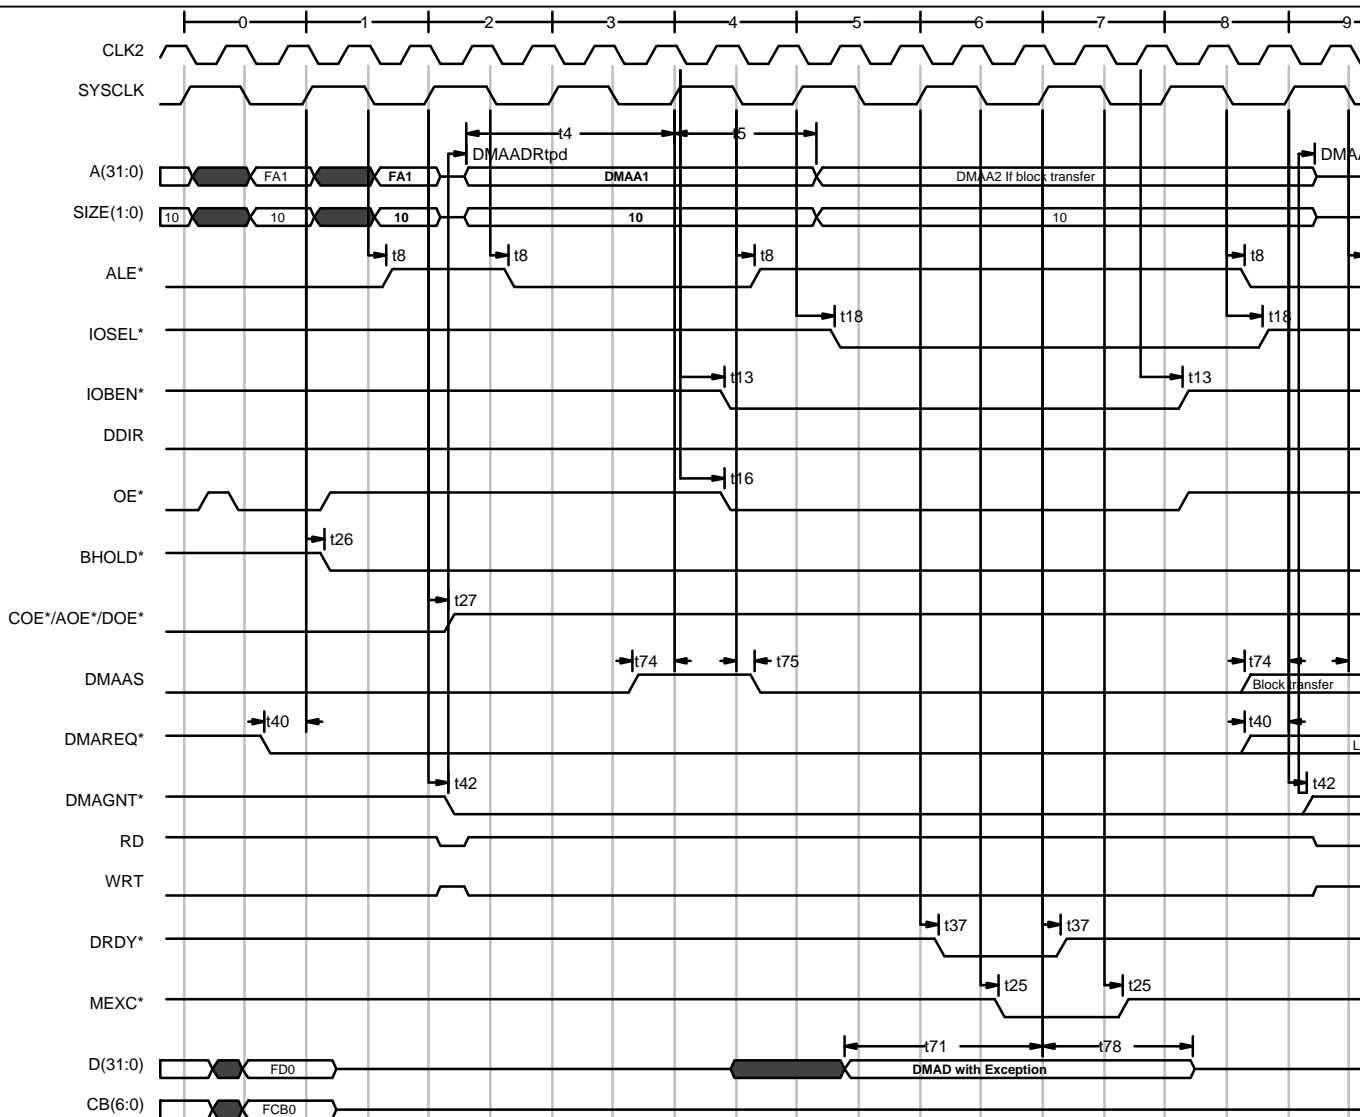 0 1 2 3 4 5 6 7 8 9
CLK2
SYSCLK
t4 t5
DMAADRtpd DMAA
A(31:0) FA1 FA1 DMAA1 DMAA2 If block transfer
SIZE(1:0) 10 10 10 10 10
t8 t8 t8 t8
ALE*
t18 t18
IOSEL*
t13 t13
IOBEN*
DDIR
t16
OE*
t26
BHOLD*
t27
COE*/AOE*/DOE*
t74 t75 t74
DMAAS Block transfer
t40 t40
DMAREQ* L
t42 t42
DMAGNT*
RD
WRT
t37 t37
DRDY*
t25 t25
MEXC*
t71 t78
D(31:0) FD0 DMAD with Exception
CB(6:0) FCB0